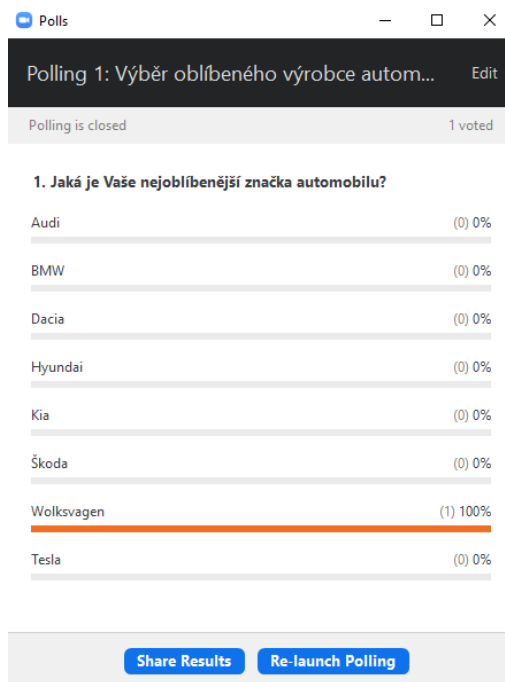 Polls
Polling 1: Výběr oblíbeného výrobce autom... Edit
Polling is closed 1 voted
1. Jaká je Vaše nejoblíbenější značka automobilu?
Audi (0) 0%
BMW (0) 0%
Dacia (0) 0%
Hyundai (0) 0%
Kia (0) 0%
Škoda (0) 0%
Wolksvagen (1) 100%
Tesla (0) 0%
Share Results Re-launch Polling